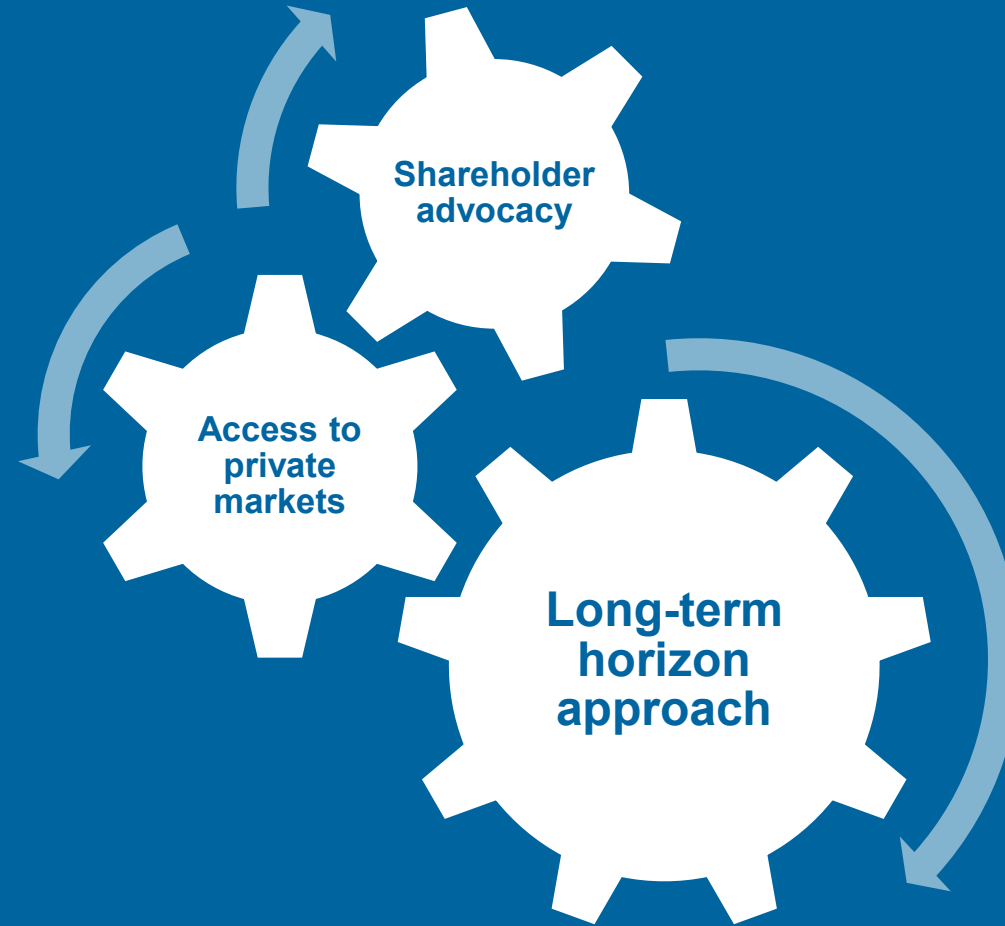 Shareholder
advocacy
Access to
private
markets
Long-term
horizon
approach